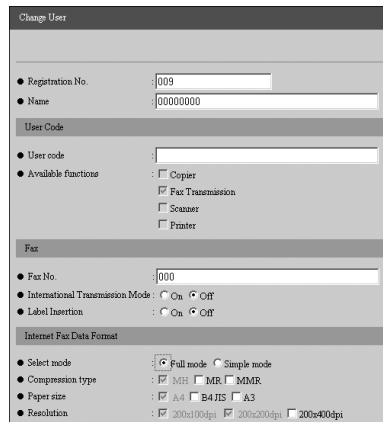 Change User
Registration No. : 009
Name : 00000000
User Code
User code :
Available functions : Copier
Fax Transmission
Scanner
Printer
Fax
Fax No. : 000
International Transmission Mode : On Off
Label Insertion : On Off
Internet Fax Data Format
Select mode : Full mode Simple mode
Compression type : MH MR MMR
Paper size : A4 B4 JIS A3
Resolution : 200x100dpi 200x200dpi 200x400dpi